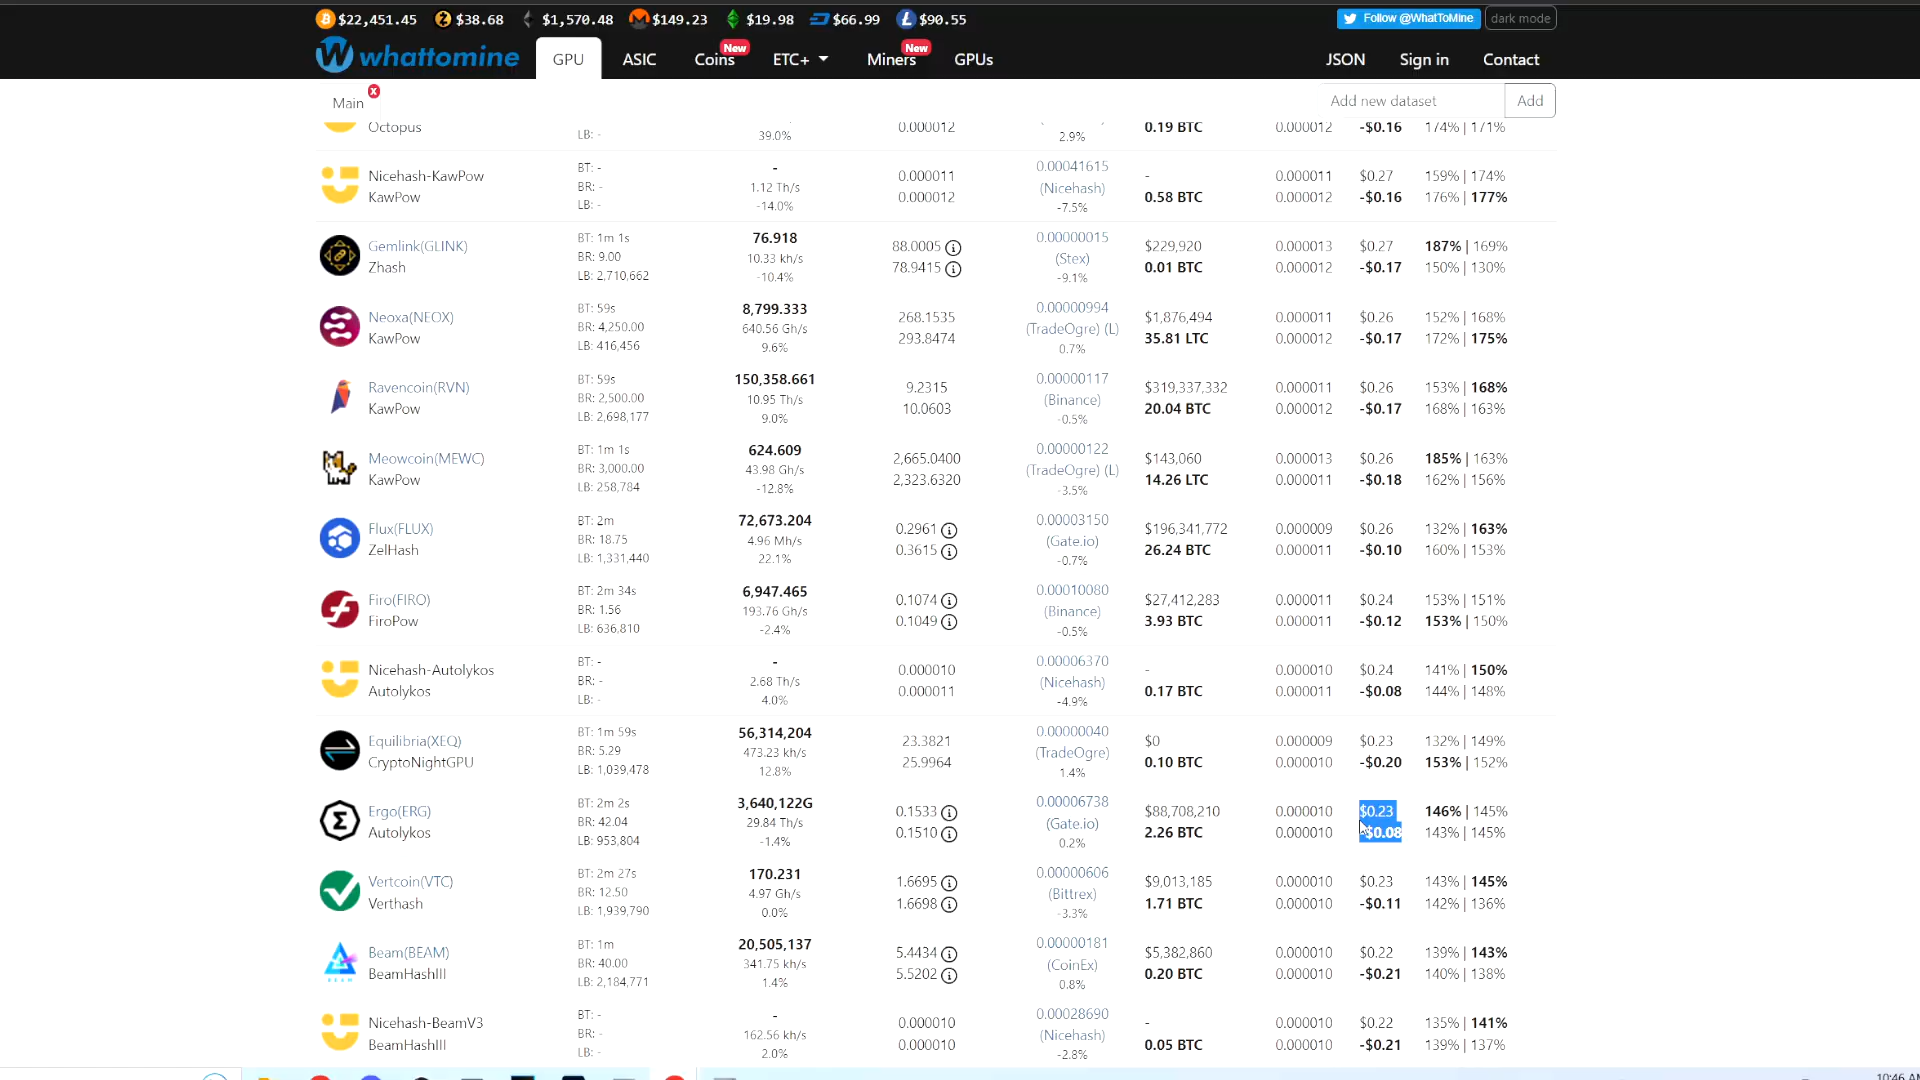 $22,451.45 $38.68 $1,570.48 $149.23 $19.98 $66.99 $90.55
Follow @WhatToMine dark mode
whattomine GPU ASIC Coins New ETC+ Miners New GPUs JSON Sign in Contact
Main x Add new dataset Add
Octopus LB: - 39.0% 0.000012 2.9% 0.19 BTC 0.000012 -$0.16 174% | 171%
Nicehash-KawPow BT: - - 0.000011 0.00041615 - 0.000011 $0.27 159% | 174%
KawPow BR: - 1.12 Th/s 0.000012 (Nicehash) 0.58 BTC 0.000012 -$0.16 176% | 177%
LB: - -14.0% -7.5%
Gemlink(GLINK) BT: 1m 1s 76.918 88.0005 0.00000015 $229,920 0.000013 $0.27 187% | 169%
Zhash BR: 9.00 10.33 kh/s 78.9415 (Stex) 0.01 BTC 0.000012 -$0.17 150% | 130%
LB: 2,710,662 -10.4% -9.1%
Neoxa(NEOX) BT: 59s 8,799.333 268.1535 0.00000994 $1,876,494 0.000011 $0.26 152% | 168%
KawPow BR: 4,250.00 640.56 Gh/s 293.8474 (TradeOgre) (L) 35.81 LTC 0.000012 -$0.17 172% | 175%
LB: 416,456 9.6% 0.7%
Ravencoin(RVN) BT: 59s 150,358.661 9.2315 0.00000117 $319,337,332 0.000011 $0.26 153% | 168%
KawPow BR: 2,500.00 10.95 Th/s 10.0603 (Binance) 20.04 BTC 0.000012 -$0.17 168% | 163%
LB: 2,698,177 9.0% -0.5%
Meowcoin(MEWC) BT: 1m 1s 624.609 2,665.0400 0.00000122 $143,060 0.000013 $0.26 185% | 163%
KawPow BR: 3,000.00 43.98 Gh/s 2,323.6320 (TradeOgre) (L) 14.26 LTC 0.000011 -$0.18 162% | 156%
LB: 258,784 -12.8% -3.5%
Flux(FLUX) BT: 2m 72,673.204 0.2961 0.00003150 $196,341,772 0.000009 $0.26 132% | 163%
ZelHash BR: 18.75 4.96 Mh/s 0.3615 (Gate.io) 26.24 BTC 0.000011 -$0.10 160% | 153%
LB: 1,331,440 22.1% -0.7%
Firo(FIRO) BT: 2m 34s 6,947.465 0.1074 0.00010080 $27,412,283 0.000011 $0.24 153% | 151%
FiroPow BR: 1.56 193.76 Gh/s 0.1049 (Binance) 3.93 BTC 0.000011 -$0.12 153% | 150%
LB: 636,810 -2.4% -0.5%
Nicehash-Autolykos BT: - - 0.000010 0.00006370 - 0.000010 $0.24 141% | 150%
Autolykos BR: - 2.68 Th/s 0.000011 (Nicehash) 0.17 BTC 0.000011 -$0.08 144% | 148%
LB: - 4.0% -4.9%
Equilibria(XEQ) BT: 1m 59s 56,314,204 23.3821 0.00000040 $0 0.000009 $0.23 132% | 149%
CryptoNightGPU BR: 5.29 473.23 kh/s 25.9964 (TradeOgre) 0.10 BTC 0.000010 -$0.20 153% | 152%
LB: 1,039,478 12.8% 1.4%
Ergo(ERG) BT: 2m 2s 3,640,122G 0.1533 0.00006738 $88,708,210 0.000010 $0.23 146% | 145%
Autolykos BR: 42.04 29.84 Th/s 0.1510 (Gate.io) 2.26 BTC 0.000010 -$0.08 143% | 145%
LB: 953,804 -1.4% 0.2%
Vertcoin(VTC) BT: 2m 27s 170.231 1.6695 0.00000606 $9,013,185 0.000010 $0.23 143% | 145%
Verthash BR: 12.50 4.97 Gh/s 1.6698 (Bittrex) 1.71 BTC 0.000010 -$0.11 142% | 136%
LB: 1,939,790 0.0% -3.3%
Beam(BEAM) BT: 1m 20,505,137 5.4434 0.00000181 $5,382,860 0.000010 $0.22 139% | 143%
BeamHashIII BR: 40.00 341.75 kh/s 5.5202 (CoinEx) 0.20 BTC 0.000010 -$0.21 140% | 138%
LB: 2,184,771 1.4% 0.8%
Nicehash-BeamV3 BT: - - 0.000010 0.00028690 - 0.000010 $0.22 135% | 141%
BeamHashIII BR: - 162.56 kh/s 0.000010 (Nicehash) 0.05 BTC 0.000010 -$0.21 139% | 137%
LB: - 2.0% -2.8%
10:46 AM